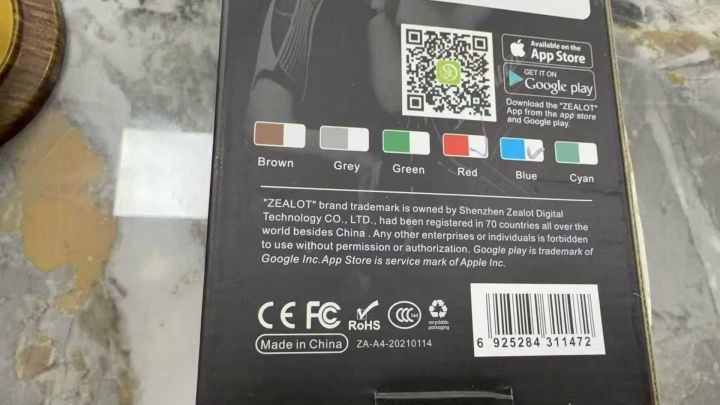 Available on the
App Store
GET IT ON
Google play
Download the "ZEALOT"
App from the app store
and Google play.
Brown
Grey
Green
Red
Blue
Cyan
"ZEALOT" brand trademark is owned by Shenzhen Zealot Digital
Technology CO., LTD., had been registered in 70 countries all over the
world besides China . Any other enterprises or individuals is forbidden
to use without permission or authorization. Google play is trademark of
Google Inc.App Store is service mark of Apple Inc.
CE FC RoHS CCC
recyclable
packaging
Made in China
ZA-A4-20210114
6 925284 311472